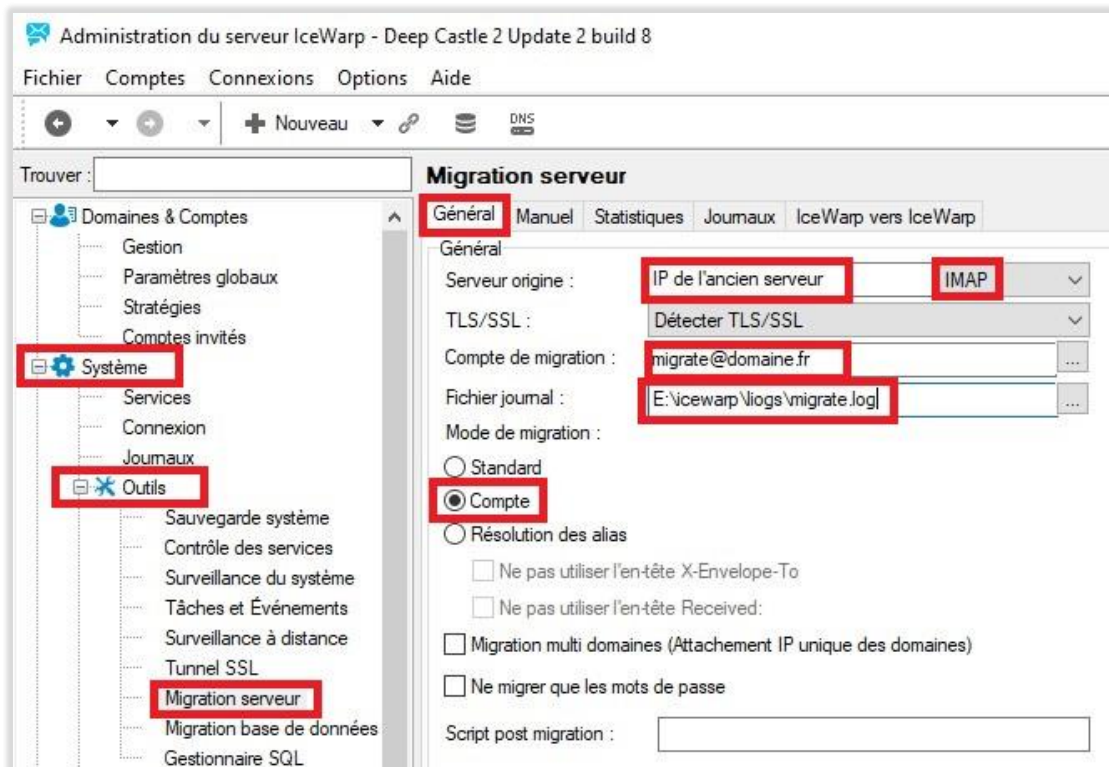 Administration du serveur IceWarp - Deep Castle 2 Update 2 build 8
Fichier Comptes Connexions Options Aide
Nouveau DNS
Trouver :
Domaines & Comptes
Gestion
Paramètres globaux
Stratégies
Comptes invités
Système
Services
Connexion
Journaux
Outils
Sauvegarde système
Contrôle des services
Surveillance du système
Tâches et Événements
Surveillance à distance
Tunnel SSL
Migration serveur
Migration base de données
Gestionnaire SQL
Migration serveur
Général Manuel Statistiques Journaux IceWarp vers IceWarp
Général
Serveur origine : IP de l'ancien serveur IMAP
TLS/SSL : Détecter TLS/SSL
Compte de migration : migrate@domaine.fr ...
Fichier journal : E:\icewarp\liogs\migrate.log ...
Mode de migration :
Standard
Compte
Résolution des alias
Ne pas utiliser l'en-tête X-Envelope-To
Ne pas utiliser l'en-tête Received:
Migration multi domaines (Attachement IP unique des domaines)
Ne migrer que les mots de passe
Script post migration :